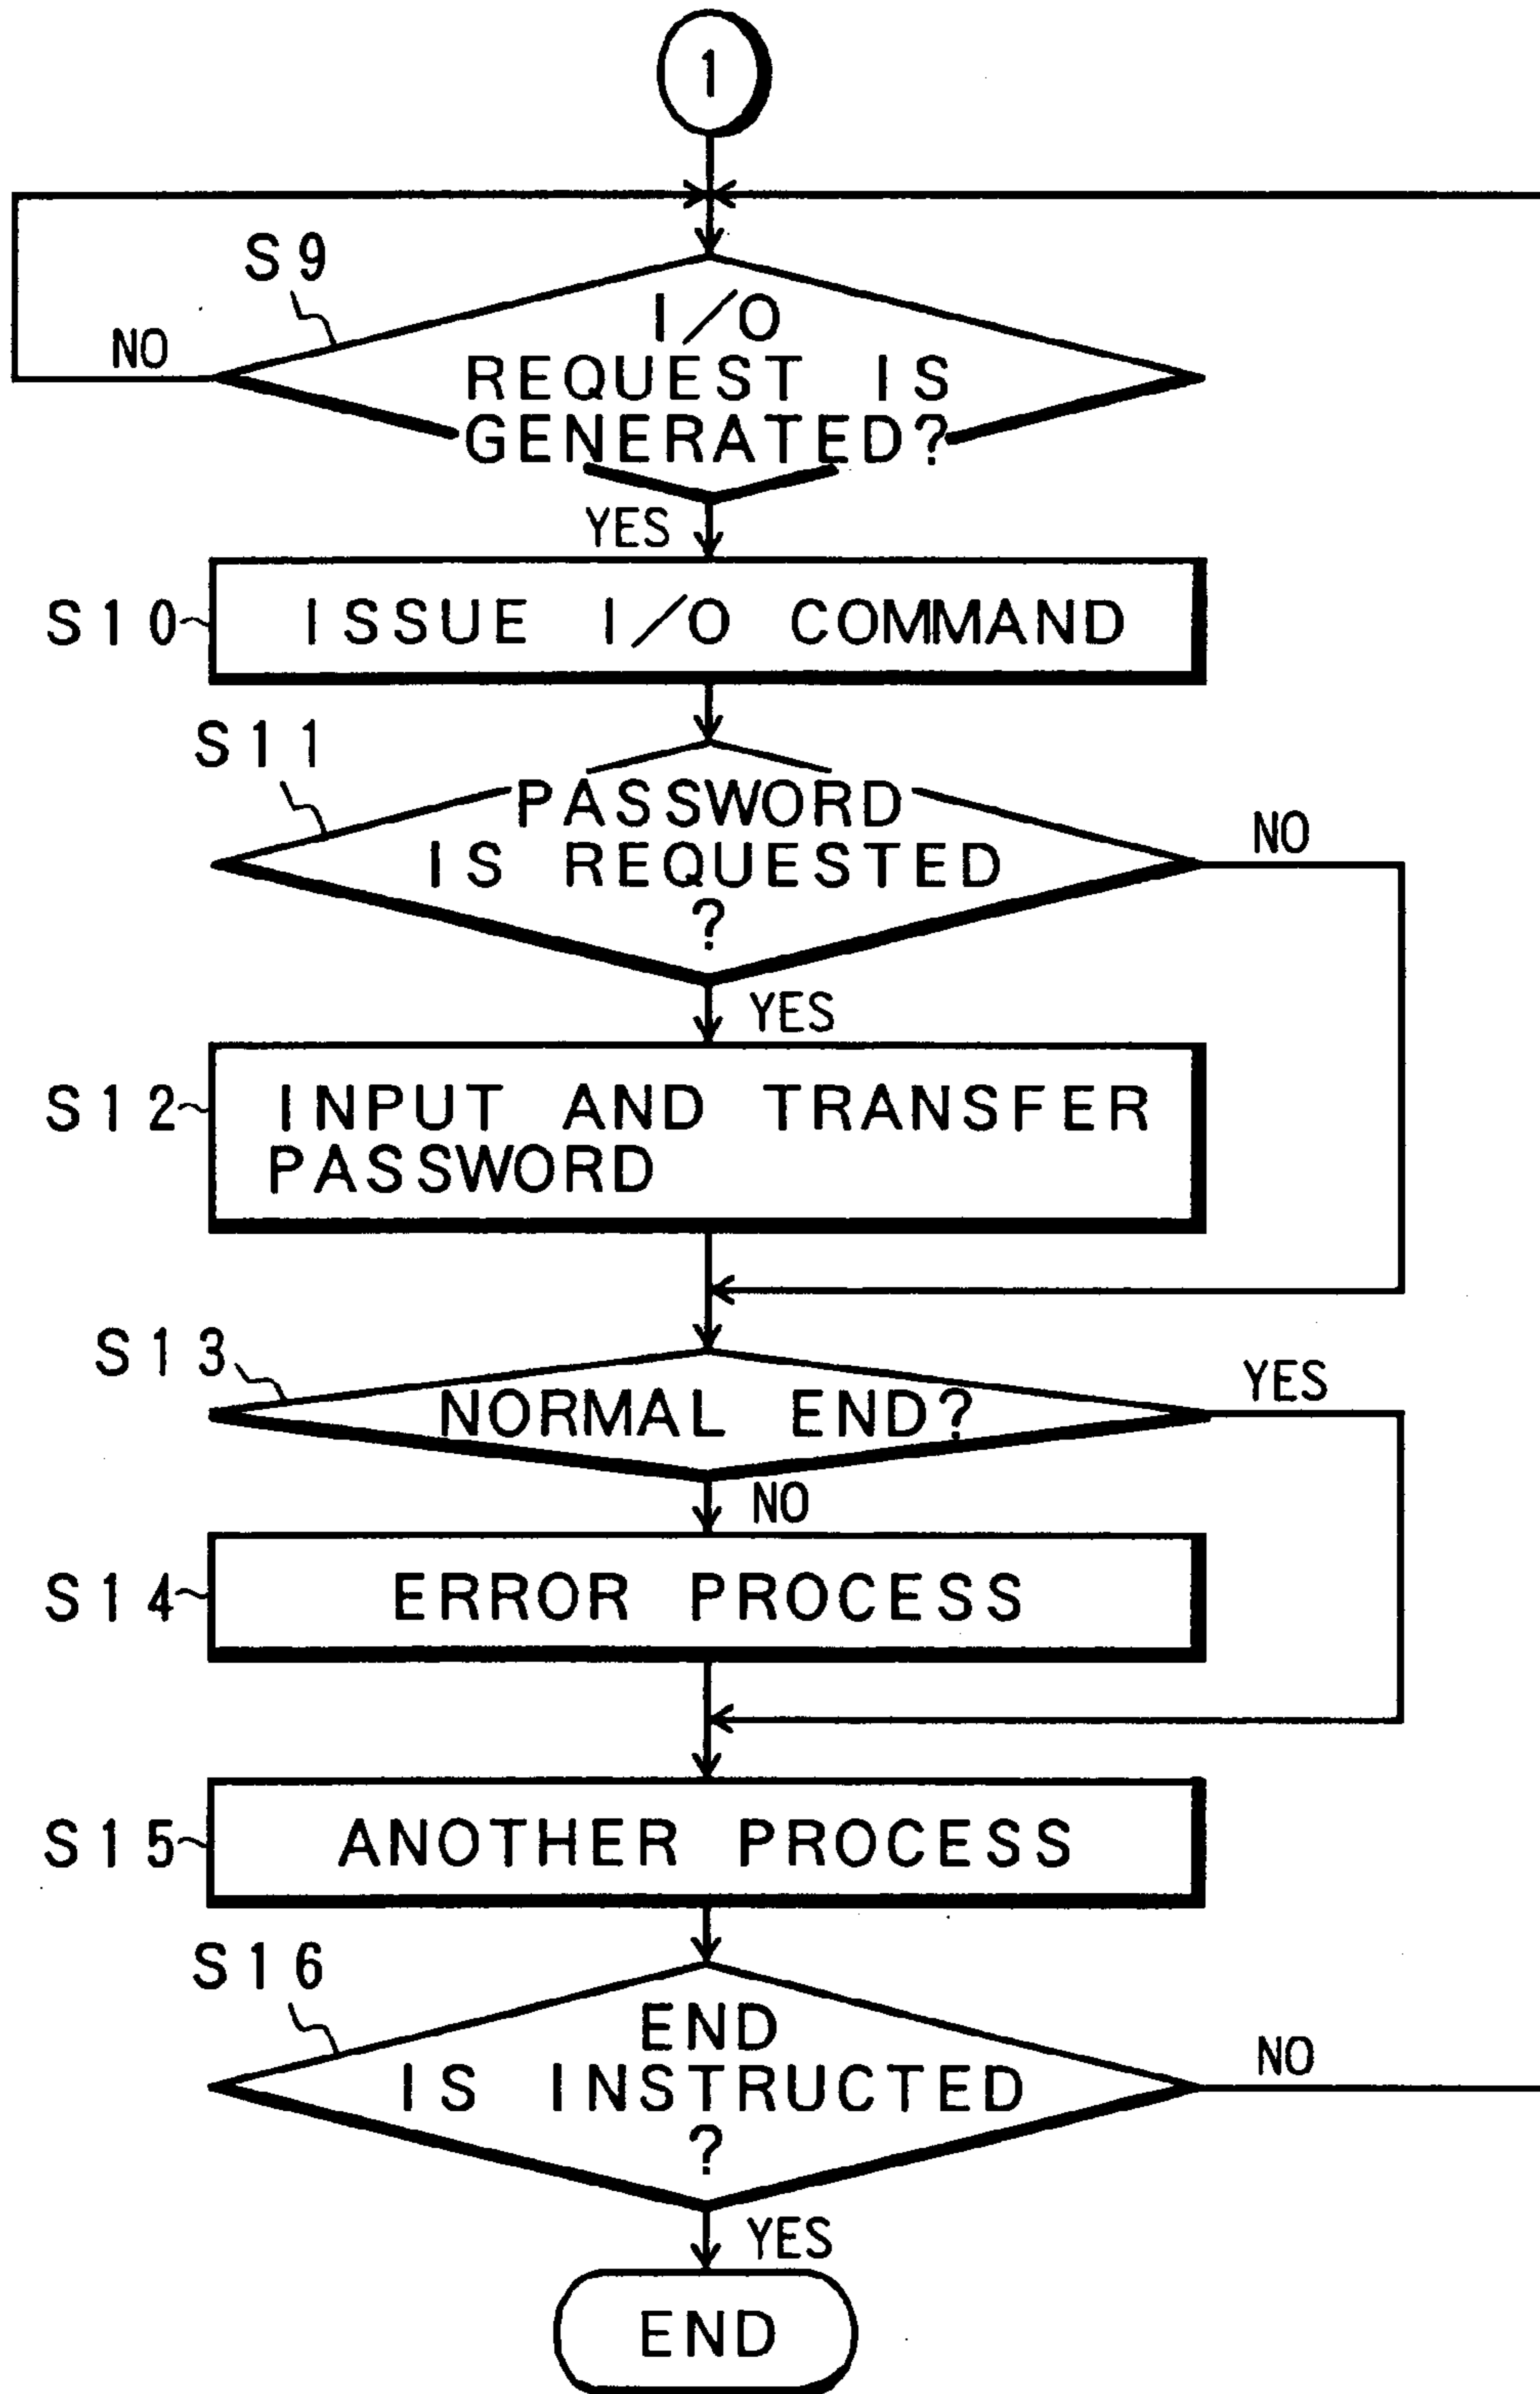 1
S9
I/O
REQUEST IS
GENERATED?
NO
YES
S10
ISSUE I/O COMMAND
S11
PASSWORD
IS REQUESTED
?
NO
YES
S12
INPUT AND TRANSFER
PASSWORD
S13
NORMAL END?
YES
NO
S14
ERROR PROCESS
S15
ANOTHER PROCESS
S16
END
IS INSTRUCTED
?
NO
YES
END